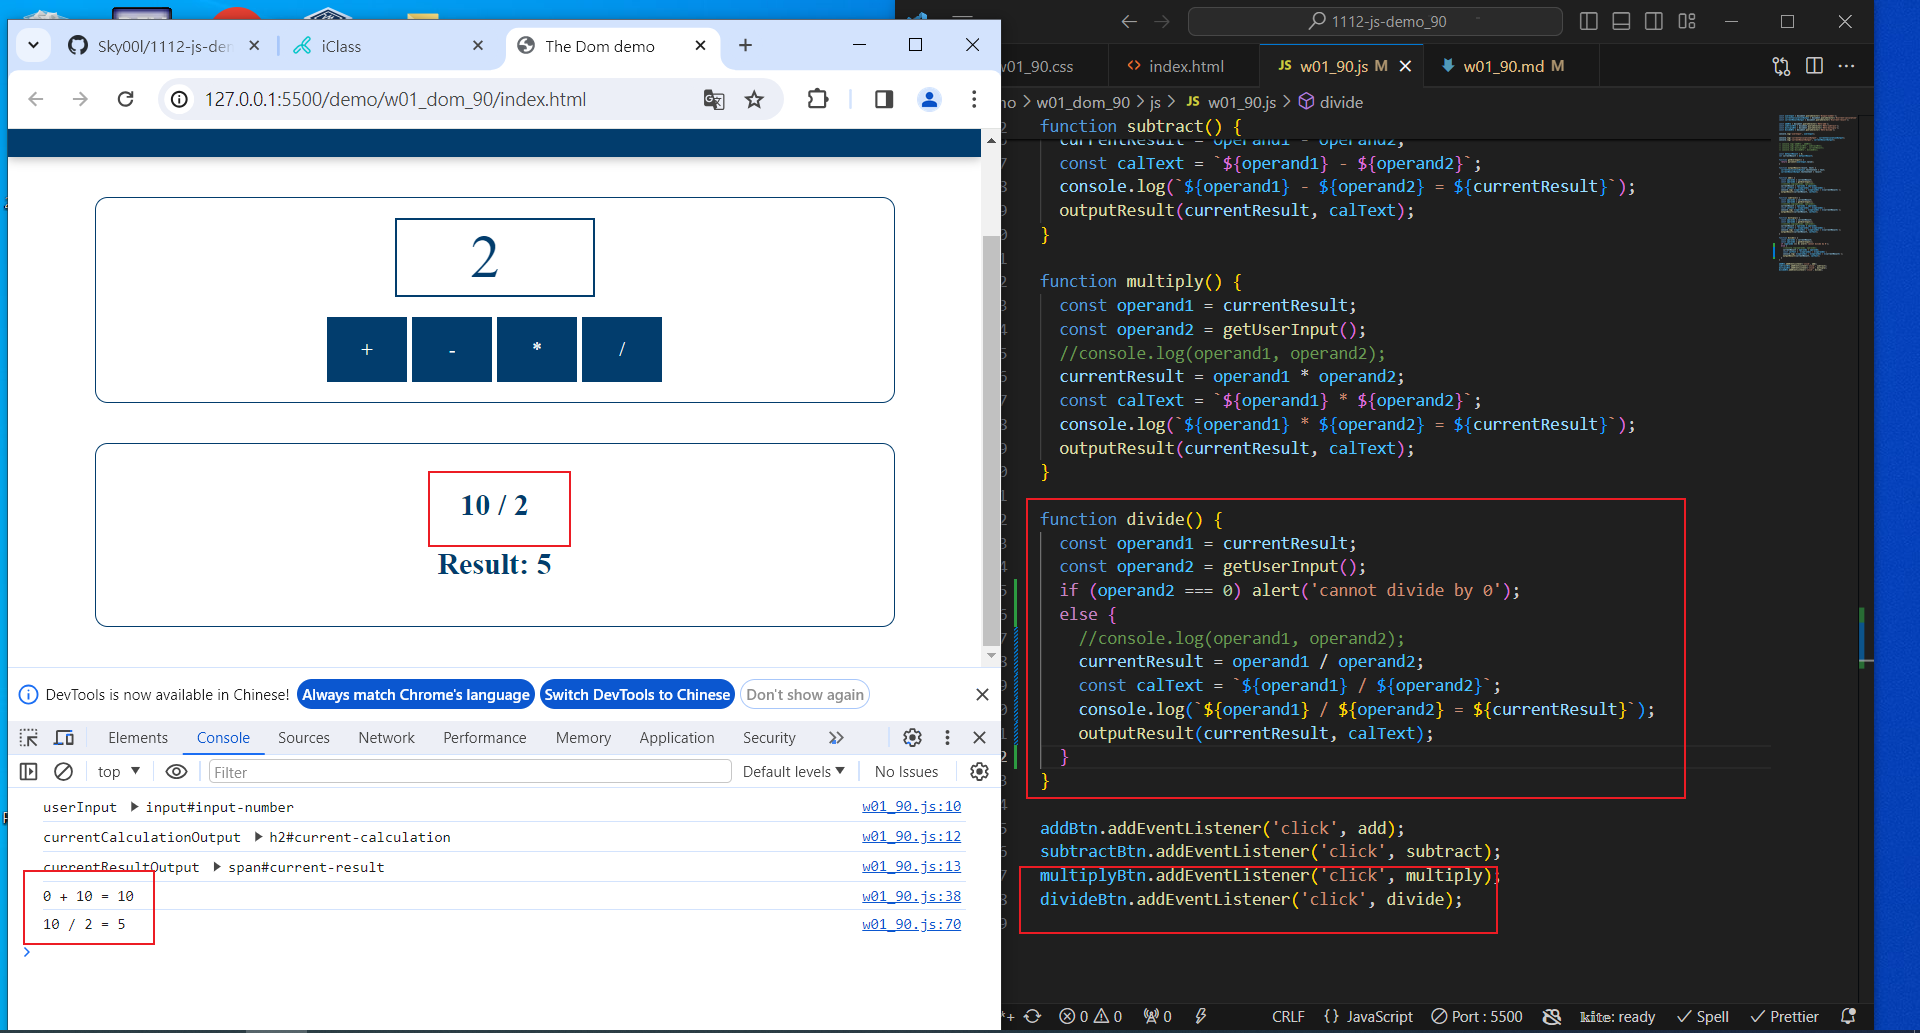 Sky00l/1112-js-den
iClass
The Dom demo
127.0.0.1:5500/demo/w01_dom_90/index.html
2
+ - * /
10 / 2
Result: 5
DevTools is now available in Chinese! Always match Chrome's language Switch DevTools to Chinese Don't show again
Elements Console Sources Network Performance Memory Application Security
top Filter Default levels No Issues
userInput input#input-number w01_90.js:10
currentCalculationOutput h2#current-calculation w01_90.js:12
currentResultOutput span#current-result w01_90.js:13
0 + 10 = 10 w01_90.js:38
10 / 2 = 5 w01_90.js:70
1112-js-demo_90
w01_90.css index.html JS w01_90.js M w01_90.md M
w01_dom_90 > js > JS w01_90.js > divide
function subtract() {
currentResult = operand1 - operand2;
const calText = `${operand1} - ${operand2}`;
console.log(`${operand1} - ${operand2} = ${currentResult}`);
outputResult(currentResult, calText);
}
function multiply() {
const operand1 = currentResult;
const operand2 = getUserInput();
//console.log(operand1, operand2);
currentResult = operand1 * operand2;
const calText = `${operand1} * ${operand2}`;
console.log(`${operand1} * ${operand2} = ${currentResult}`);
outputResult(currentResult, calText);
}
function divide() {
const operand1 = currentResult;
const operand2 = getUserInput();
if (operand2 === 0) alert('cannot divide by 0');
else {
//console.log(operand1, operand2);
currentResult = operand1 / operand2;
const calText = `${operand1} / ${operand2}`;
console.log(`${operand1} / ${operand2} = ${currentResult}`);
outputResult(currentResult, calText);
}
}
addBtn.addEventListener('click', add);
subtractBtn.addEventListener('click', subtract);
multiplyBtn.addEventListener('click', multiply);
divideBtn.addEventListener('click', divide);
0 0 0 CRLF {} JavaScript Port : 5500 kite: ready Spell Prettier